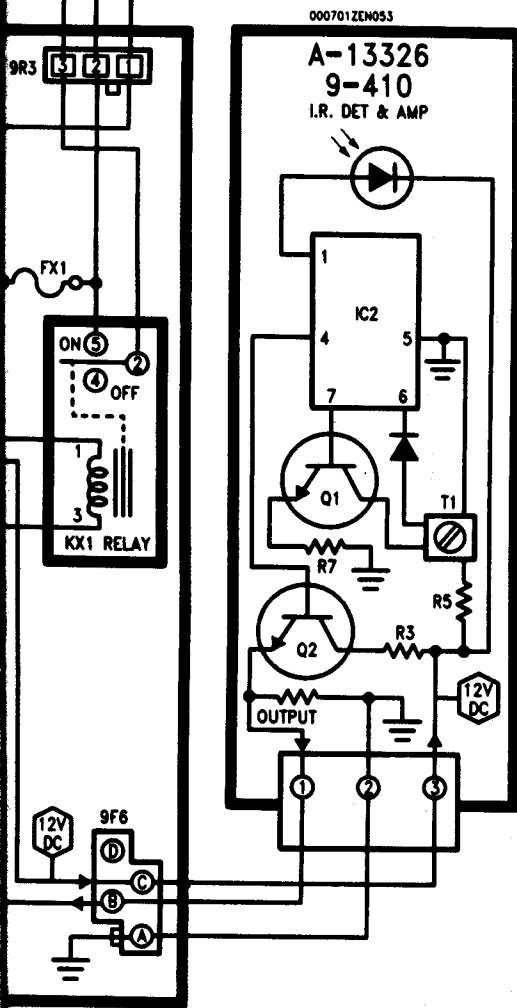 000701ZEN053
A-13326
9-410
I.R. DET & AMP
9R3
3 2
FX1
ON 5
2
4 OFF
1
3
KX1 RELAY
1
IC2
4 5
7 6
Q1
T1
R7
R5
Q2
R3
12V
DC
OUTPUT
1 2 3
12V
DC
9F6
D
C
B
A